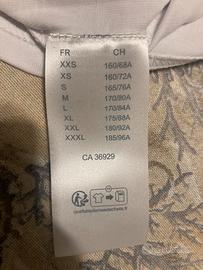 FR CH
XXS 160/68A
XS 160/72A
S 165/76A
M 170/80A
L 170/84A
XL 175/88A
XXL 180/92A
XXXL 185/96A
CA 36929